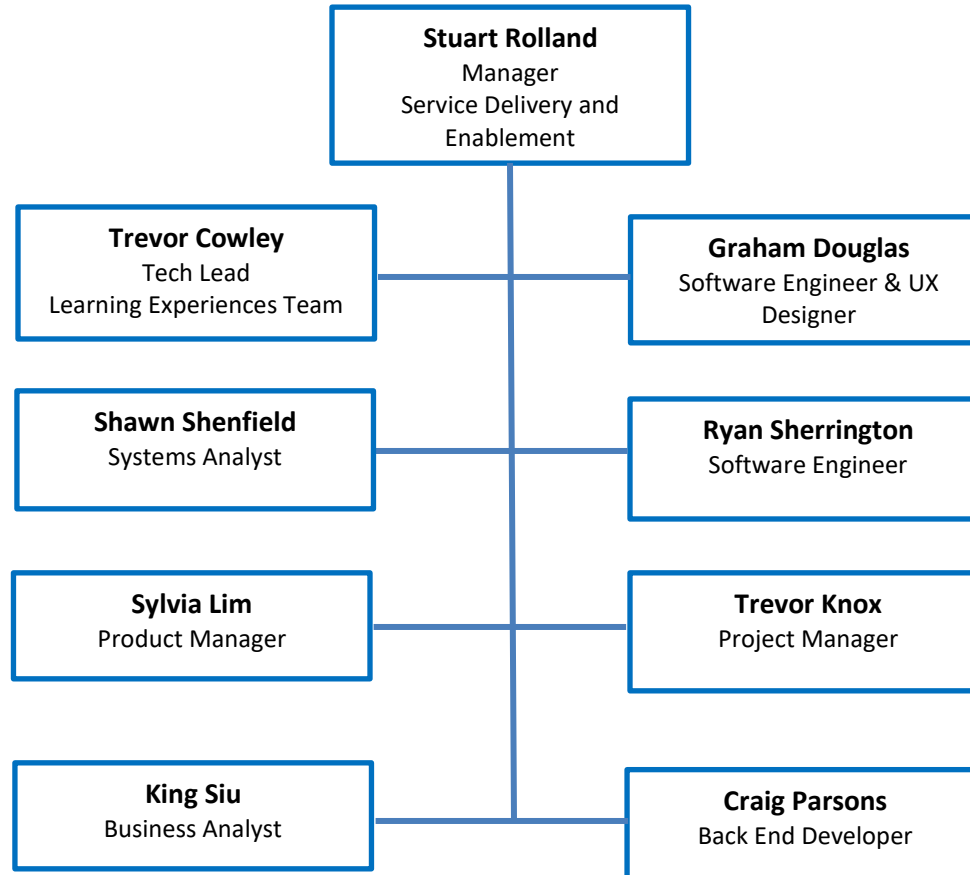 Stuart Rolland
Manager
Service Delivery and
Enablement
Trevor Cowley
Tech Lead
Learning Experiences Team
Graham Douglas
Software Engineer & UX
Designer
Shawn Shenfield
Systems Analyst
Ryan Sherrington
Software Engineer
Sylvia Lim
Product Manager
Trevor Knox
Project Manager
King Siu
Business Analyst
Craig Parsons
Back End Developer